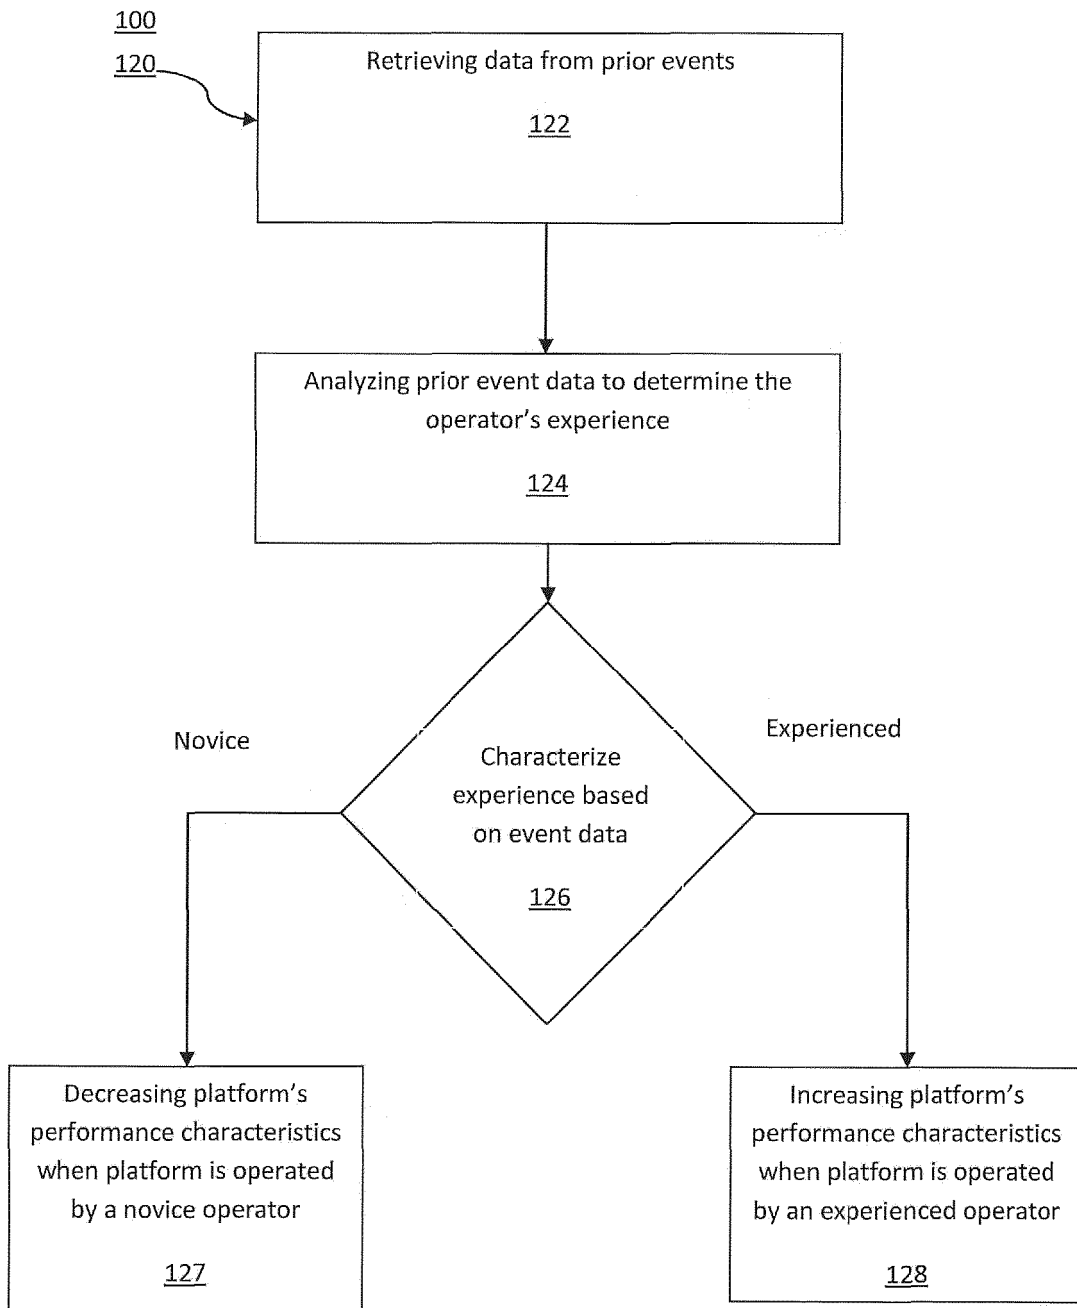 100
120
Retrieving data from prior events
122
Analyzing prior event data to determine the
operator's experience
124
Novice
Experienced
Characterize
experience based
on event data
126
Decreasing platform's
performance characteristics
when platform is operated
by a novice operator
127
Increasing platform's
performance characteristics
when platform is operated
by an experienced operator
128